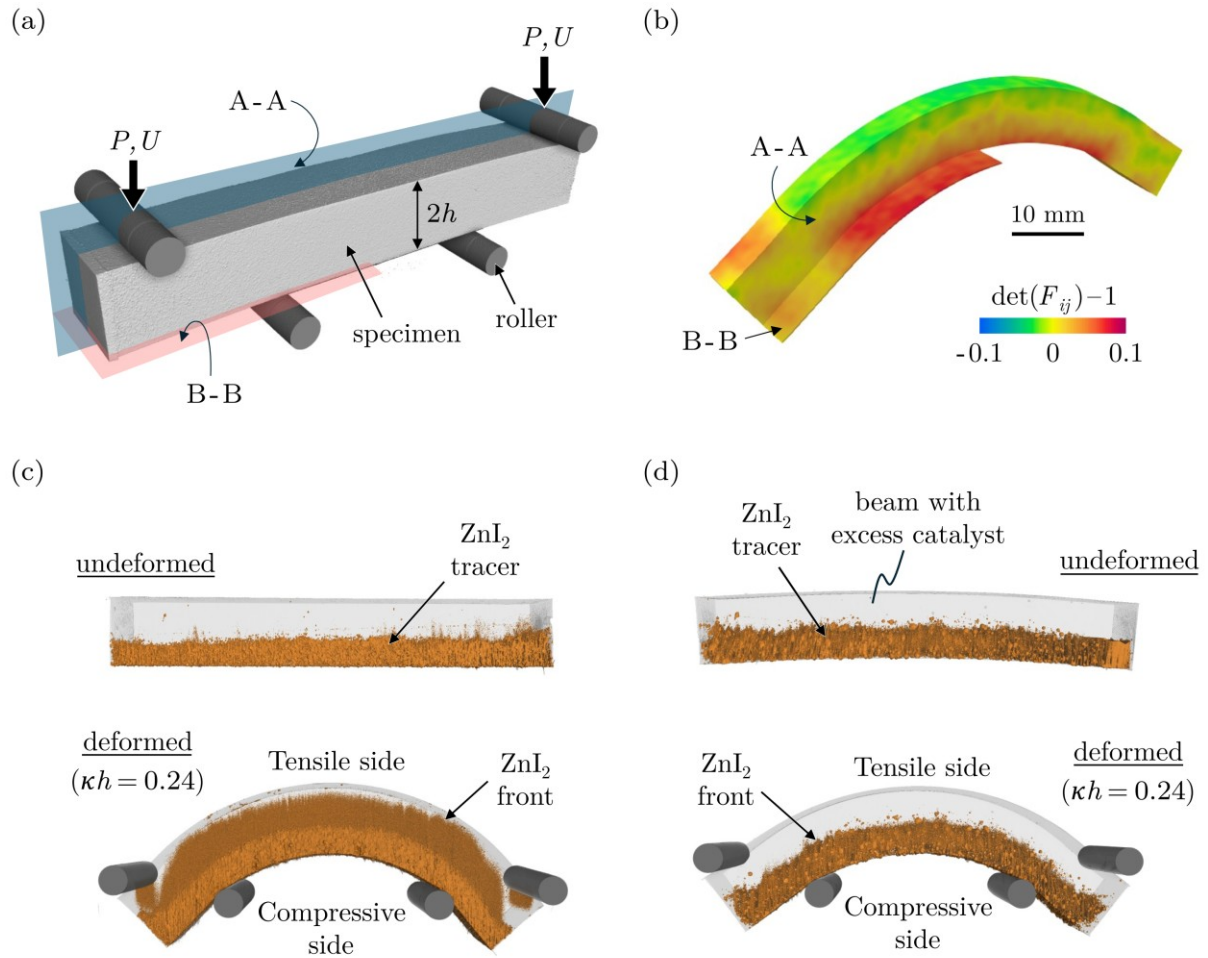 (a)
P, U
A-A
P, U
2h
roller
specimen
B-B
(b)
A-A
10 mm
det(F_{ij})−1
B-B
-0.1 0 0.1
(c)
undeformed
ZnI₂
tracer
deformed
(κh = 0.24)
Tensile side
ZnI₂
front
Compressive
side
(d)
ZnI₂
tracer
beam with
excess catalyst
undeformed
ZnI₂
front
Tensile side
deformed
(κh = 0.24)
Compressive
side